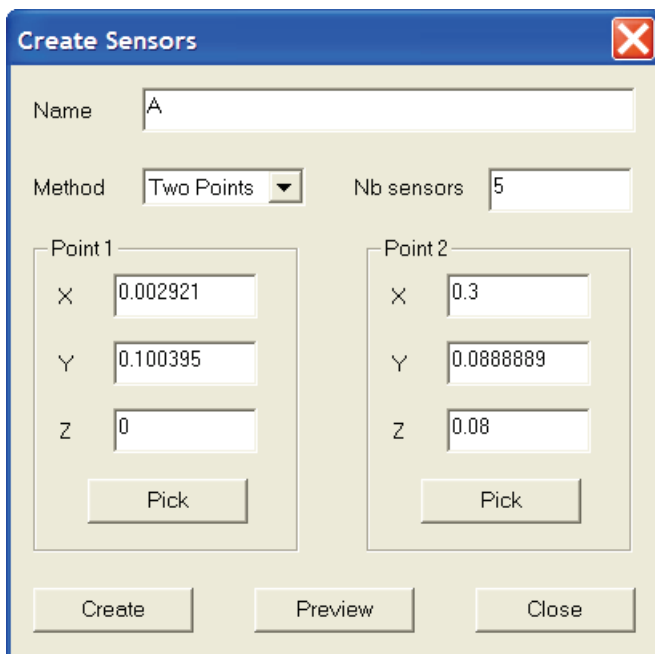 Create Sensors
Name A
Method Two Points Nb sensors 5
Point 1 Point 2
X 0.002921 X 0.3
Y 0.100395 Y 0.0888889
Z 0 Z 0.08
Pick Pick
Create Preview Close